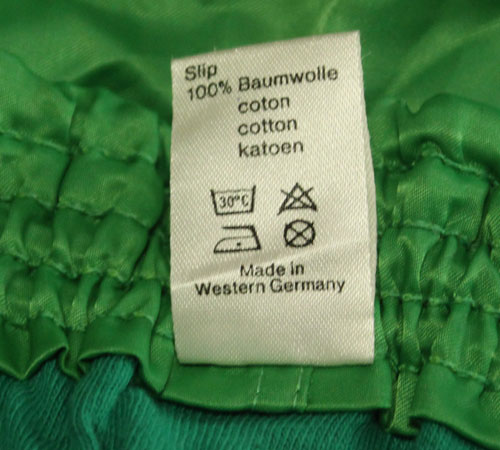 Slip
100% Baumwolle
coton
cotton
katoen
30°C
Made in
Western Germany